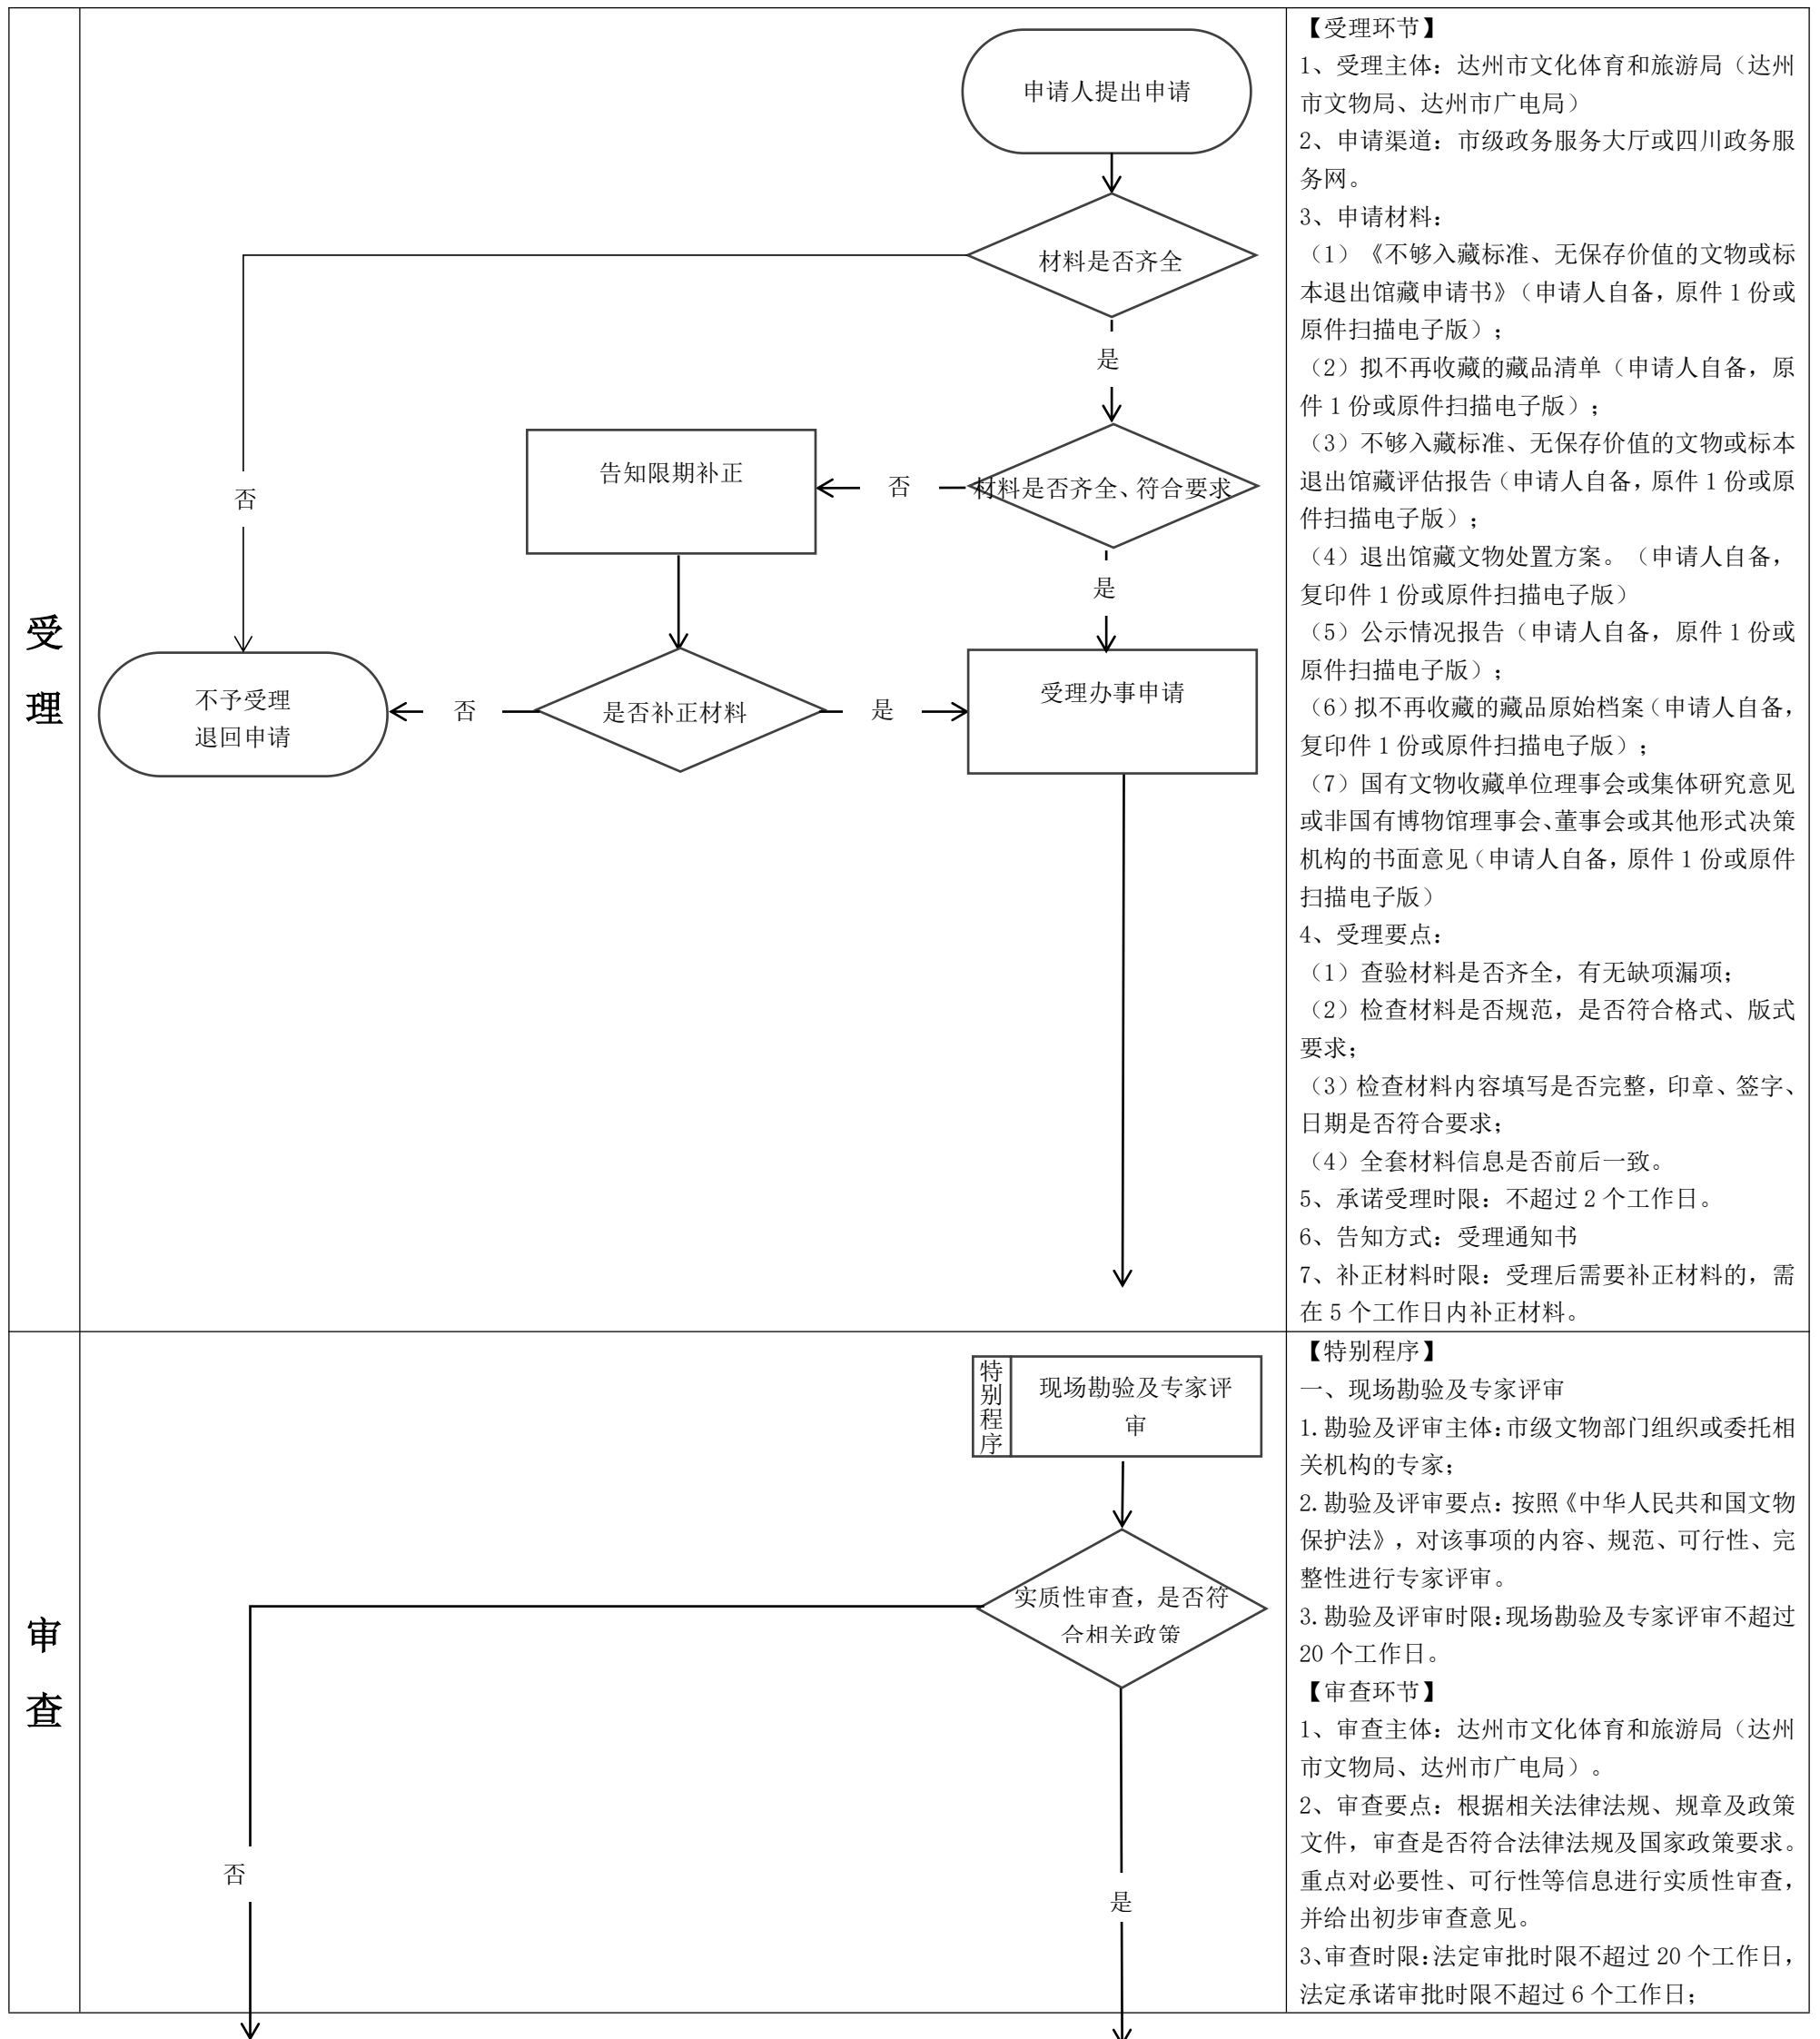 受
理
申请人提出申请
材料是否齐全
是
告知限期补正
否
材料是否齐全、符合要求
否
是
不予受理
退回申请
否
是否补正材料
是
受理办事申请
【受理环节】
1、受理主体：达州市文化体育和旅游局（达州
市文物局、达州市广电局）
2、申请渠道：市级政务服务大厅或四川政务服
务网。
3、申请材料：
（1）《不够入藏标准、无保存价值的文物或标
本退出馆藏申请书》（申请人自备，原件 1 份或
原件扫描电子版）；
（2）拟不再收藏的藏品清单（申请人自备，原
件 1 份或原件扫描电子版）；
（3）不够入藏标准、无保存价值的文物或标本
退出馆藏评估报告（申请人自备，原件 1 份或原
件扫描电子版）；
（4）退出馆藏文物处置方案。（申请人自备，
复印件 1 份或原件扫描电子版）
（5）公示情况报告（申请人自备，原件 1 份或
原件扫描电子版）；
（6）拟不再收藏的藏品原始档案（申请人自备，
复印件 1 份或原件扫描电子版）；
（7）国有文物收藏单位理事会或集体研究意见
或非国有博物馆理事会、董事会或其他形式决策
机构的书面意见（申请人自备，原件 1 份或原件
扫描电子版）
4、受理要点：
（1）查验材料是否齐全，有无缺项漏项；
（2）检查材料是否规范，是否符合格式、版式
要求；
（3）检查材料内容填写是否完整，印章、签字、
日期是否符合要求；
（4）全套材料信息是否前后一致。
5、承诺受理时限：不超过 2 个工作日。
6、告知方式：受理通知书
7、补正材料时限：受理后需要补正材料的，需
在 5 个工作日内补正材料。
审
查
特别程序
现场勘验及专家评
审
实质性审查，是否符
合相关政策
否
是
【特别程序】
一、现场勘验及专家评审
1.勘验及评审主体：市级文物部门组织或委托相
关机构的专家；
2.勘验及评审要点：按照《中华人民共和国文物
保护法》，对该事项的内容、规范、可行性、完
整性进行专家评审。
3.勘验及评审时限：现场勘验及专家评审不超过
20 个工作日。
【审查环节】
1、审查主体：达州市文化体育和旅游局（达州
市文物局、达州市广电局）。
2、审查要点：根据相关法律法规、规章及政策
文件，审查是否符合法律法规及国家政策要求。
重点对必要性、可行性等信息进行实质性审查，
并给出初步审查意见。
3、审查时限：法定审批时限不超过 20 个工作日，
法定承诺审批时限不超过 6 个工作日；